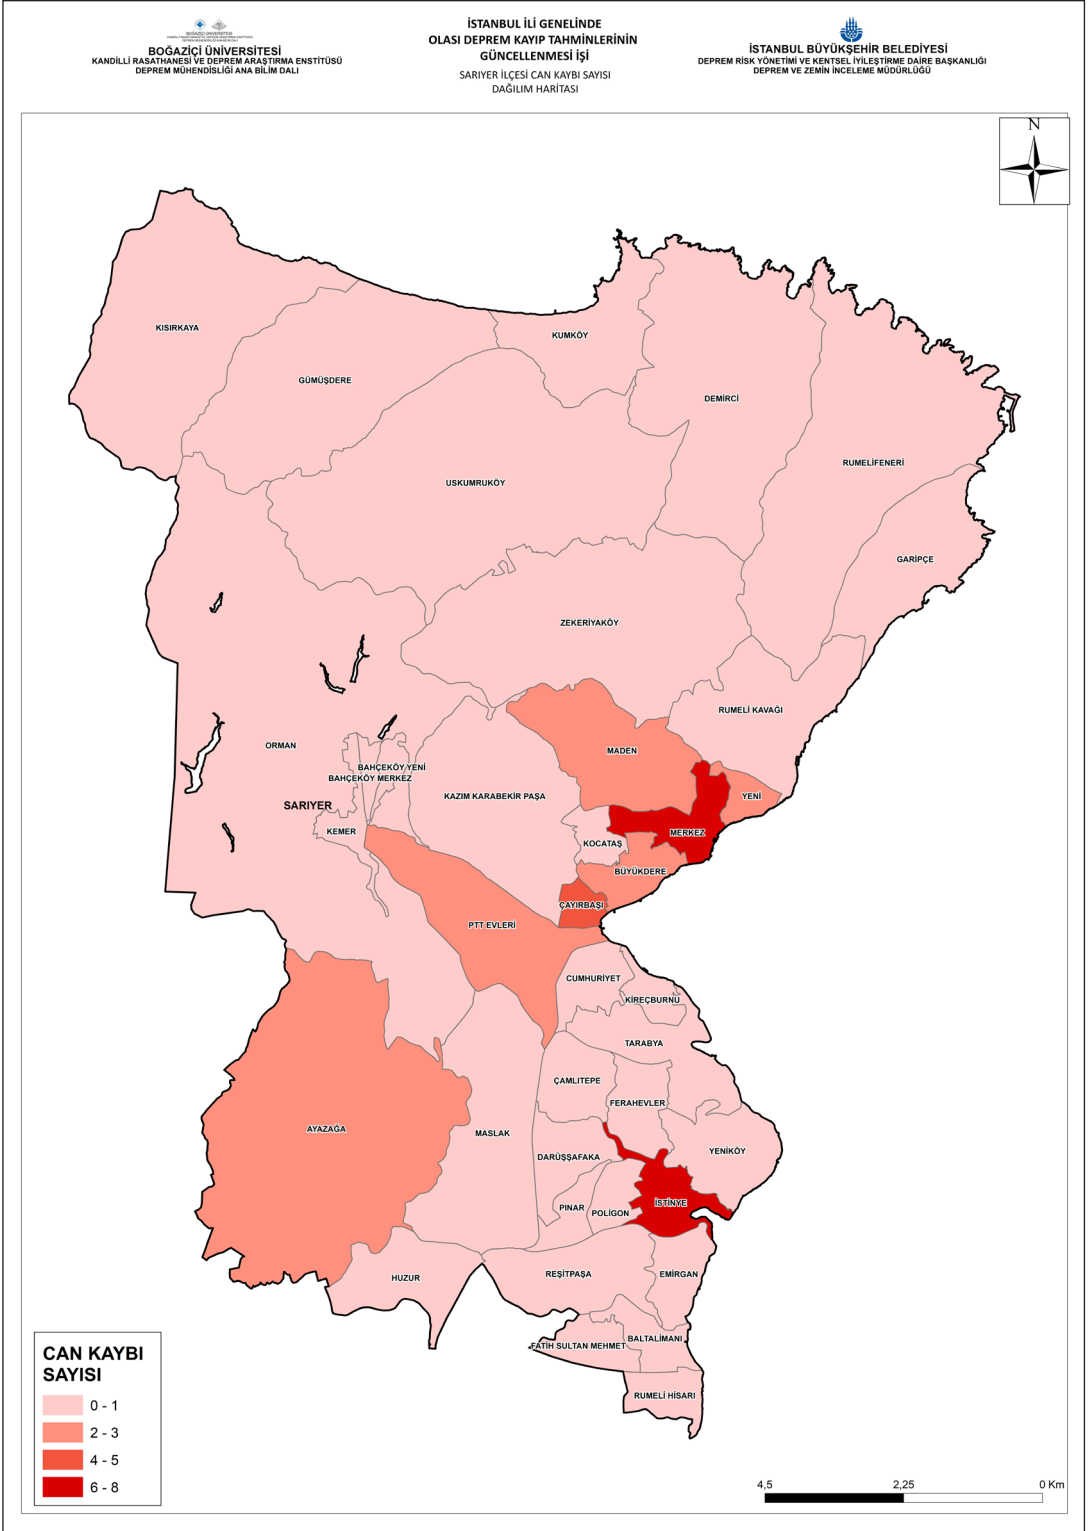 BOĞAZİÇİ ÜNİVERSİTESİ
KANDİLLİ RASATHANESİ VE DEPREM ARAŞTIRMA ENSTİTÜSÜ
DEPREM MÜHENDİSLİĞİ ANA BİLİM DALI
İSTANBUL İLİ GENELİNDE
OLASI DEPREM KAYIP TAHMİNLERİNİN
GÜNCELLENMESİ İŞİ
SARIYER İLÇESİ CAN KAYBI SAYISI
DAĞILIM HARİTASI
İSTANBUL BÜYÜKŞEHİR BELEDİYESİ
DEPREM RİSK YÖNETİMİ VE KENTSEL İYİLEŞTİRME DAİRE BAŞKANLIĞI
DEPREM VE ZEMİN İNCELEME MÜDÜRLÜĞÜ
N
KISIRKAYA
KUMKÖY
GÜMÜŞDERE
DEMİRCİ
RUMELİFENERİ
USKUMRUKÖY
GARİPÇE
ZEKERİYAKÖY
RUMELİ KAVAĞI
ORMAN
MADEN
BAHÇEKÖY YENİ
BAHÇEKÖY MERKEZ
KAZIM KARABEKİR PAŞA
YENİ
SARIYER
KEMER
MERKEZ
KOCATAŞ
BÜYÜKDERE
ÇAYIRBAŞI
PTT EVLERİ
CUMHURİYET
KİREÇBURNU
TARABYA
ÇAMLITEPE
FERAHEVLER
AYAZAĞA
MASLAK
YENİKÖY
DARÜŞŞAFAKA
İSTİNYE
PINAR
POLİGON
HUZUR
REŞİTPAŞA
EMİRGAN
BALTALİMANI
FATİH SULTAN MEHMET
RUMELİ HİSARI
CAN KAYBI
SAYISI
0 - 1
2 - 3
4 - 5
6 - 8
4,5 2,25 0 Km